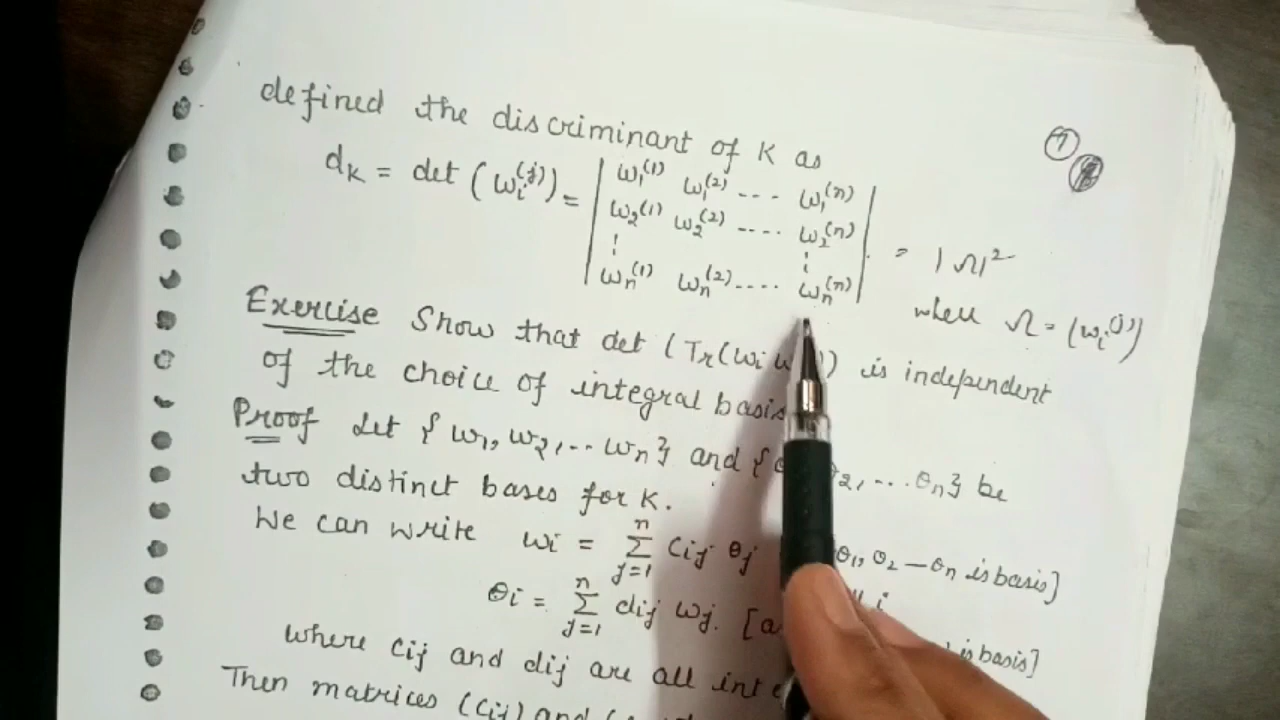 7
defined the discriminant of K as
d_K = det (ω_i^(j)) = | ω_1^(1) ω_1^(2) ---- ω_1^(n) |
ω_2^(1) ω_2^(2) ---- ω_2^(n)
⋮ ⋮
ω_n^(1) ω_n^(2) ---- ω_n^(n)
= |Ω|^2
when Ω = (ω_i^(j))
Exercise Show that det (Tr(ω_i ω )) is independent
of the choice of integral basis
Proof Let { ω_1, ω_2, .. ω_n } and { θ_2, ... θ_n } be
two distinct bases for K.
We can write ω_i = Σ_{j=1}^{n} c_ij θ_j θ_1, θ_2 — θ_n is basis]
θ_i = Σ_{j=1}^{n} d_ij ω_j. [a i
is basis]
where c_ij and d_ij are all inte
Then matrices (c_ij) and (